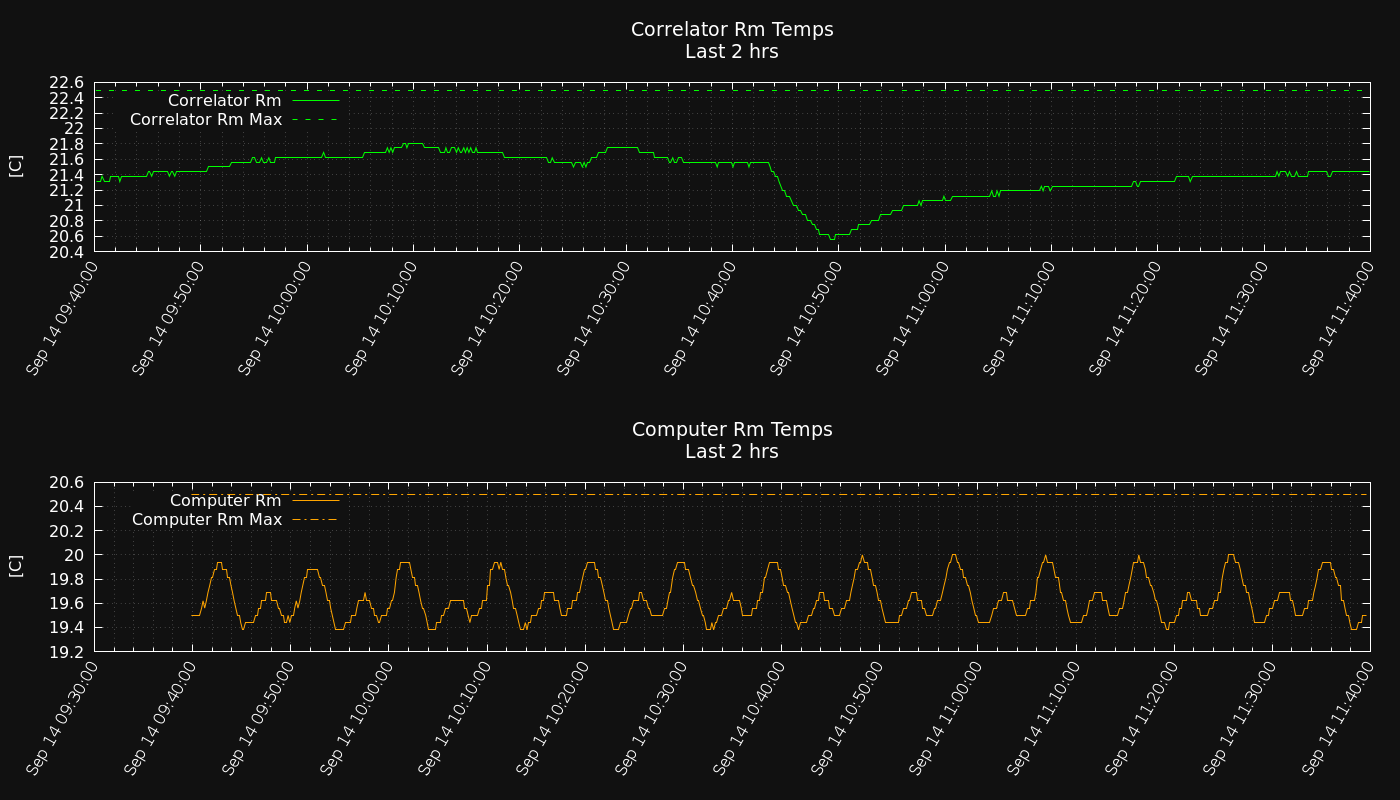 Correlator Rm Temps
Last 2 hrs
22.6
22.4
22.2
22
21.8
21.6
21.4
21.2
21
20.8
20.6
20.4
[C]
Correlator Rm
Correlator Rm Max
Sep 14 09:40:00
Sep 14 09:50:00
Sep 14 10:00:00
Sep 14 10:10:00
Sep 14 10:20:00
Sep 14 10:30:00
Sep 14 10:40:00
Sep 14 10:50:00
Sep 14 11:00:00
Sep 14 11:10:00
Sep 14 11:20:00
Sep 14 11:30:00
Sep 14 11:40:00
Computer Rm Temps
Last 2 hrs
20.6
20.4
20.2
20
19.8
19.6
19.4
19.2
[C]
Computer Rm
Computer Rm Max
Sep 14 09:30:00
Sep 14 09:40:00
Sep 14 09:50:00
Sep 14 10:00:00
Sep 14 10:10:00
Sep 14 10:20:00
Sep 14 10:30:00
Sep 14 10:40:00
Sep 14 10:50:00
Sep 14 11:00:00
Sep 14 11:10:00
Sep 14 11:20:00
Sep 14 11:30:00
Sep 14 11:40:00